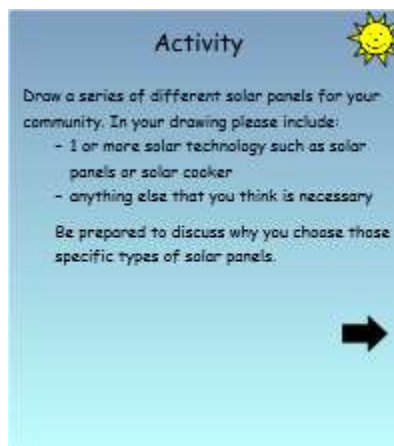 Activity
Draw a series of different solar panels for your
community. In your drawing please include:
- 1 or more solar technology such as solar
panels or solar cooker
- anything else that you think is necessary
Be prepared to discuss why you choose those
specific types of solar panels.